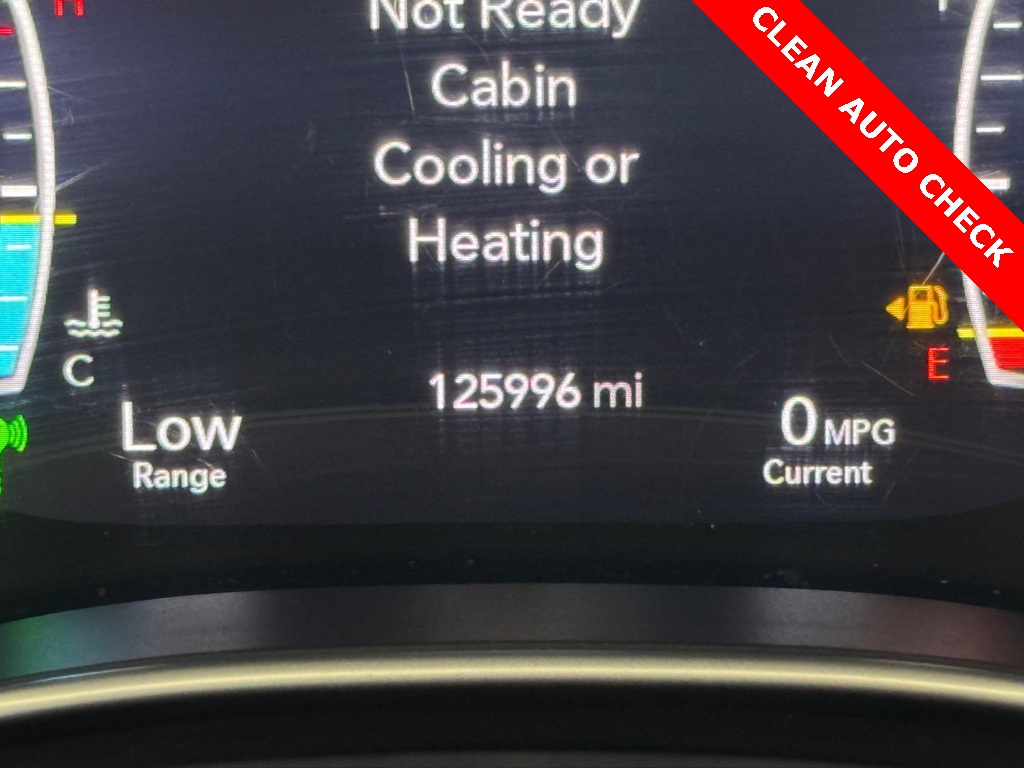 H
Not Ready
Cabin
Cooling or
Heating
CLEAN AUTO CHECK
C
E
125996 mi
Low
Range
0 MPG
Current